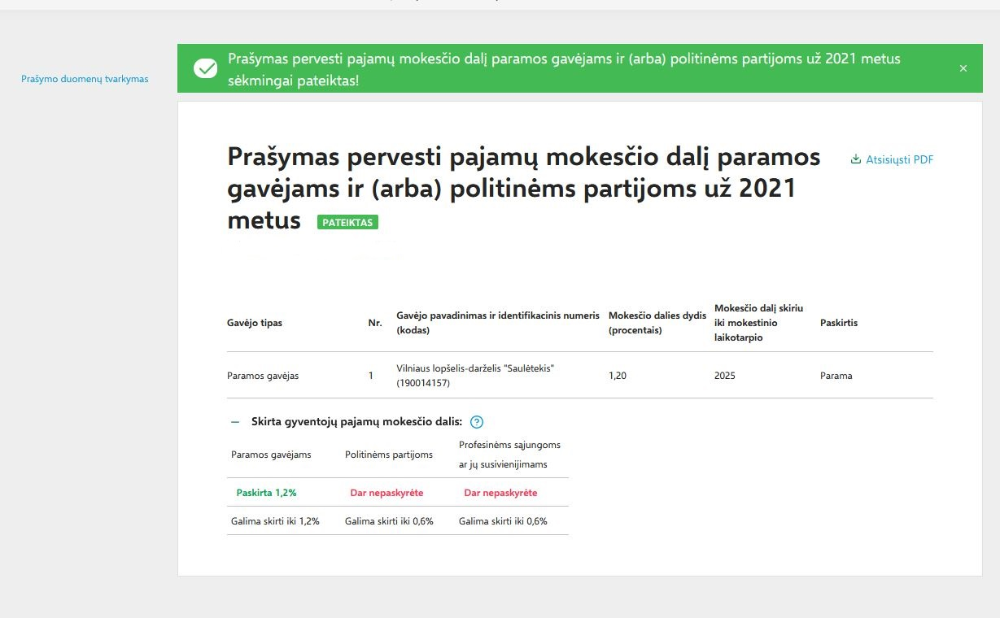 Prašymas pervesti pajamų mokesčio dalį paramos gavėjams ir (arba) politinėms partijoms už 2021 metus
sėkmingai pateiktas!
Prašymo duomenų tvarkymas
Prašymas pervesti pajamų mokesčio dalį paramos
gavėjams ir (arba) politinėms partijoms už 2021
metus PATEIKTAS
Atsisiųsti PDF
Gavėjo tipas
Nr.
Gavėjo pavadinimas ir identifikacinis numeris
(kodas)
Mokesčio dalies dydis
(procentais)
Mokesčio dalį skiriu
iki mokestinio
laikotarpio
Paskirtis
Paramos gavėjas
1
Vilniaus lopšelis-darželis "Saulėtekis"
(190014157)
1,20
2025
Parama
Skirta gyventojų pajamų mokesčio dalis: ?
Paramos gavėjams
Politinėms partijoms
Profesinėms sąjungoms
ar jų susivienijimams
Paskirta 1,2% Dar nepaskyrėte Dar nepaskyrėte
Galima skirti iki 1,2% Galima skirti iki 0,6% Galima skirti iki 0,6%